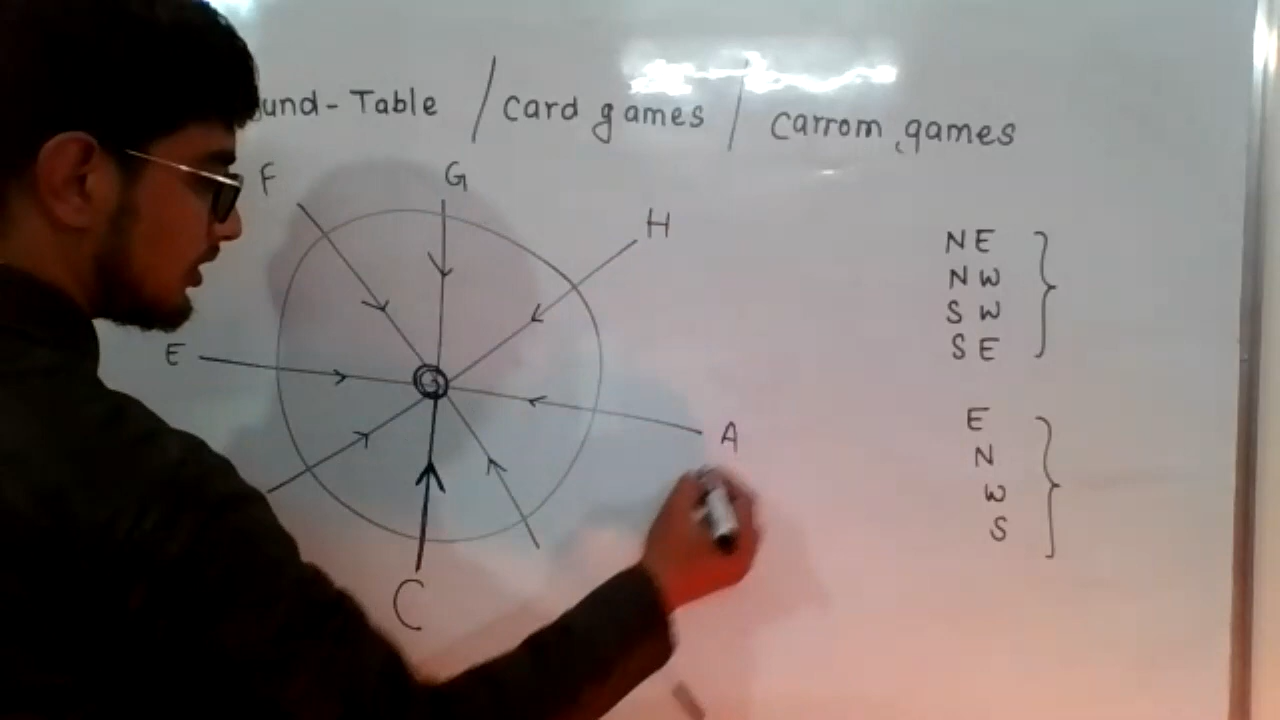 und-Table / card games / carrom games
F
G
H
E
A
C
NE
NW
SW
SE
E
N
W
S